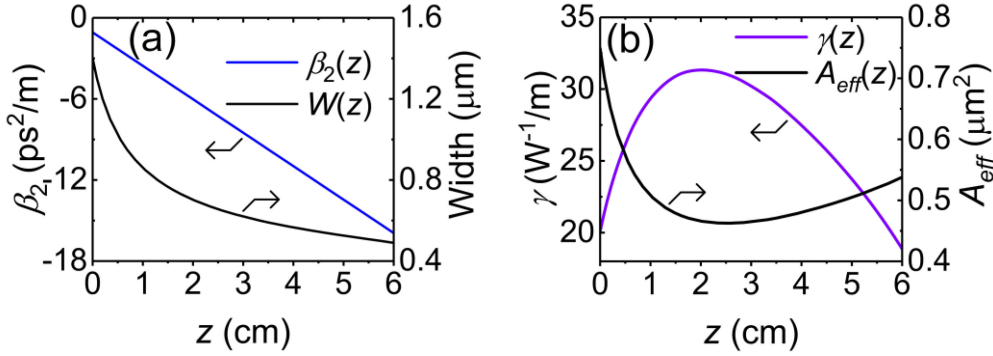 (a)
β₂(z)
W(z)
0
-6
-12
-18
β₂ (ps²/m)
1.6
1.2
0.8
0.4
Width (μm)
0 1 2 3 4 5 6
z (cm)
(b)
γ(z)
A_eff(z)
35
30
25
20
γ (W⁻¹/m)
0.8
0.7
0.6
0.5
0.4
A_eff (μm²)
0 1 2 3 4 5 6
z (cm)